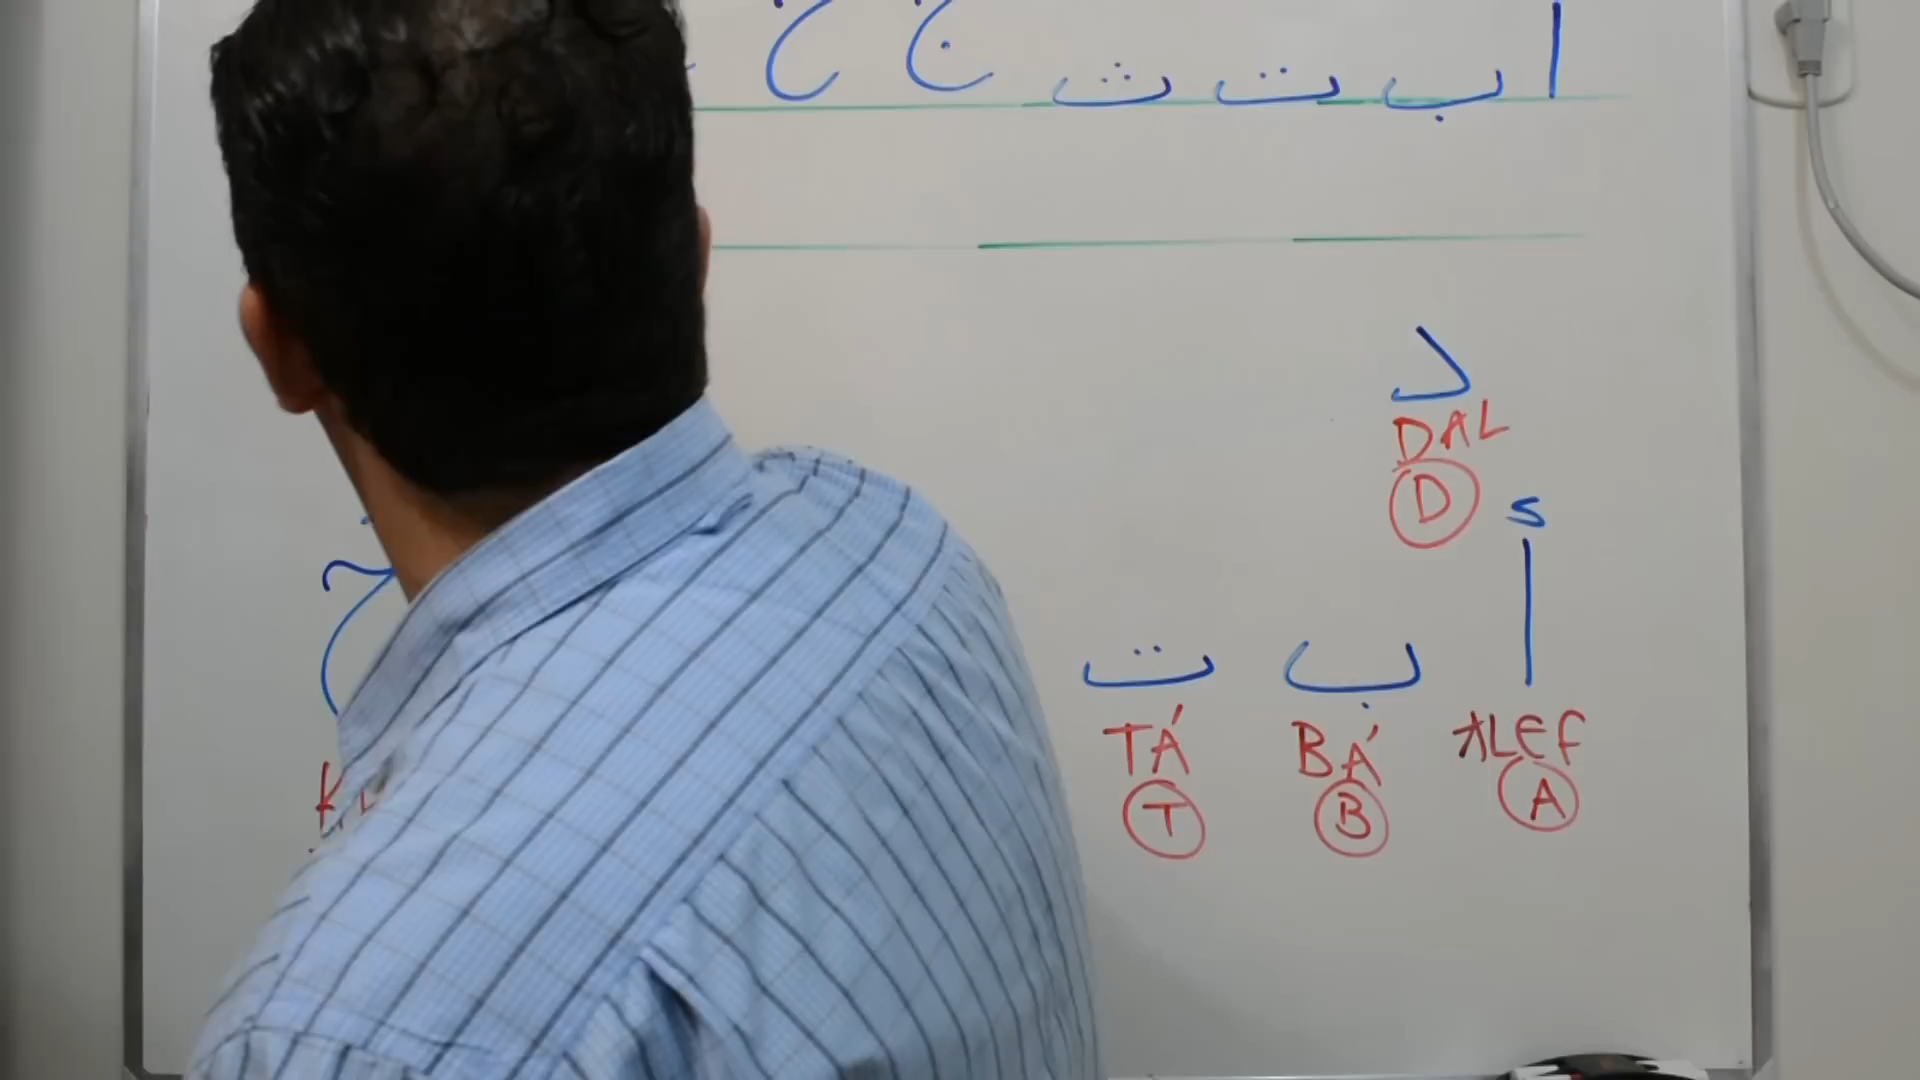 ا ب ت ث ج ح
د
DAL
D
أ ب ت
ALEF BÁ TÁ
A B T